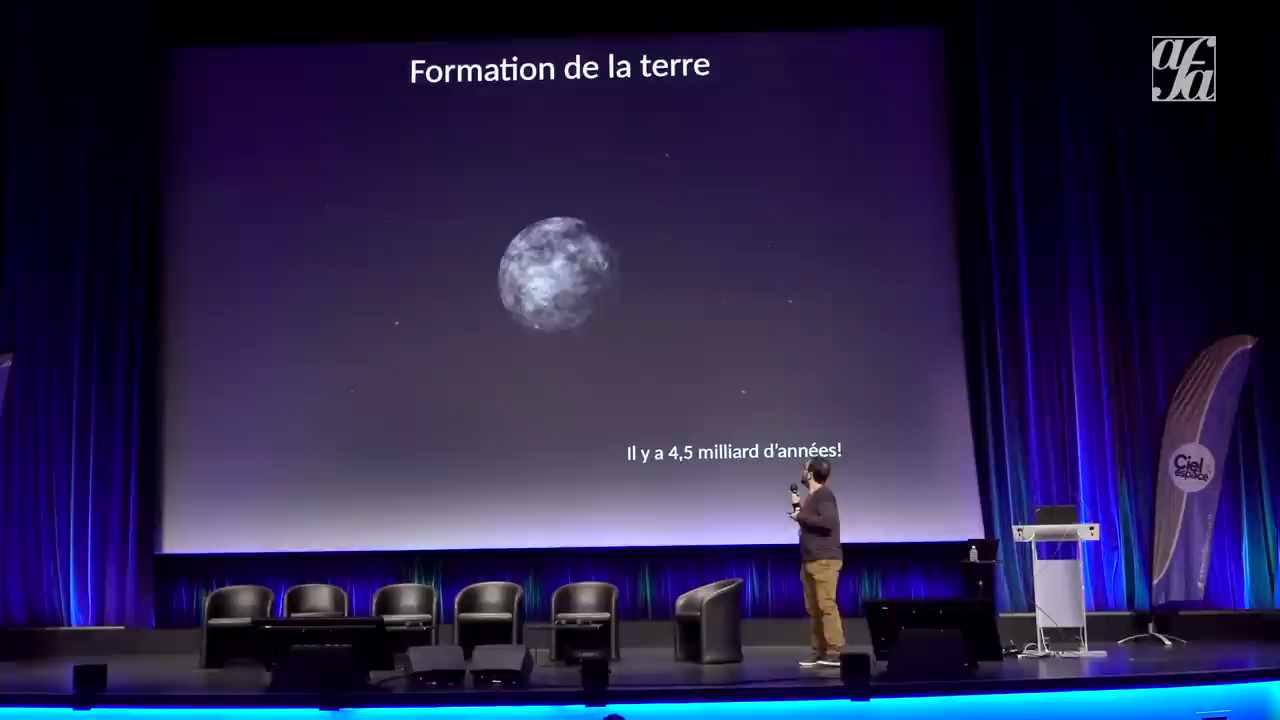 Formation de la terre
afa
Il y a 4,5 milliard d'années!
Ciel &
espace